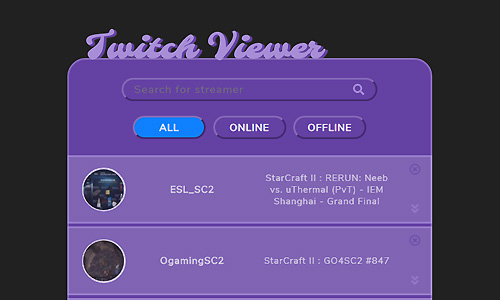 Twitch Viewer
Search for streamer
ALL
ONLINE
OFFLINE
ESL_SC2
StarCraft II : RERUN: Neeb
vs. uThermal (PvT) - IEM
Shanghai - Grand Final
OgamingSC2
StarCraft II : GO4SC2 #847